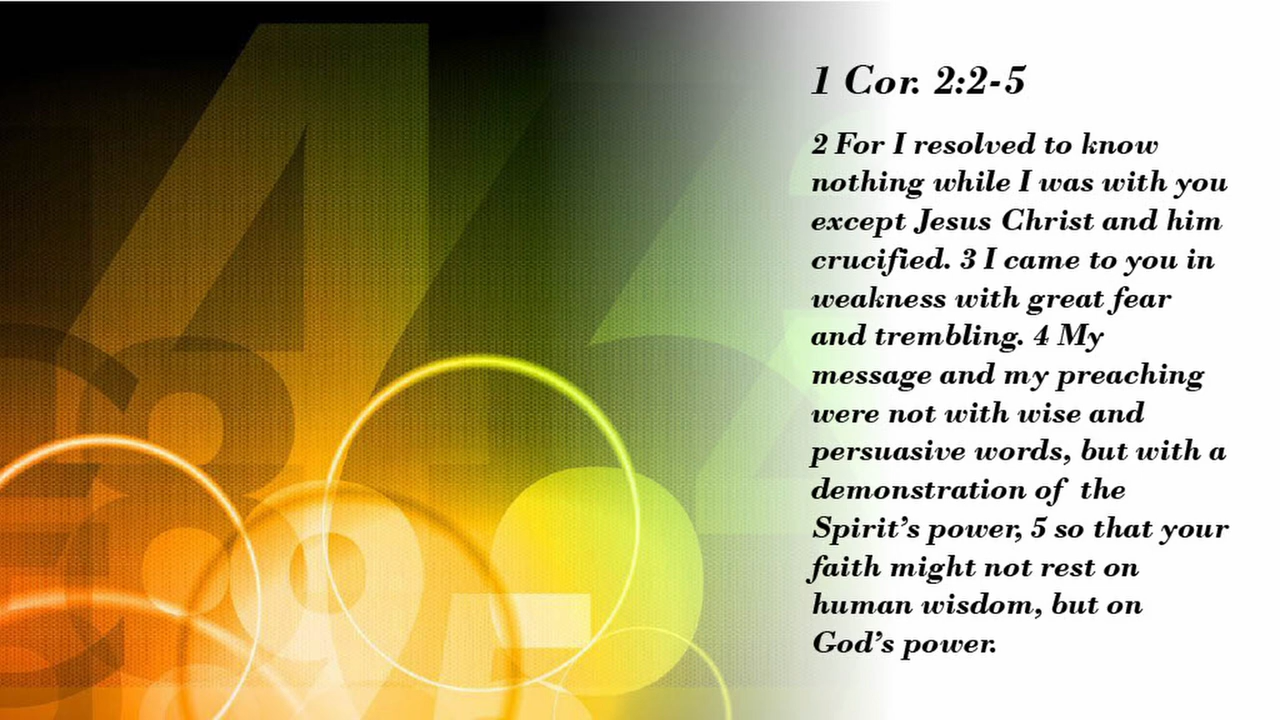 1 Cor. 2:2-5
2 For I resolved to know
nothing while I was with you
except Jesus Christ and him
crucified. 3 I came to you in
weakness with great fear
and trembling. 4 My
message and my preaching
were not with wise and
persuasive words, but with a
demonstration of  the
Spirit’s power, 5 so that your
faith might not rest on
human wisdom, but on
God’s power.